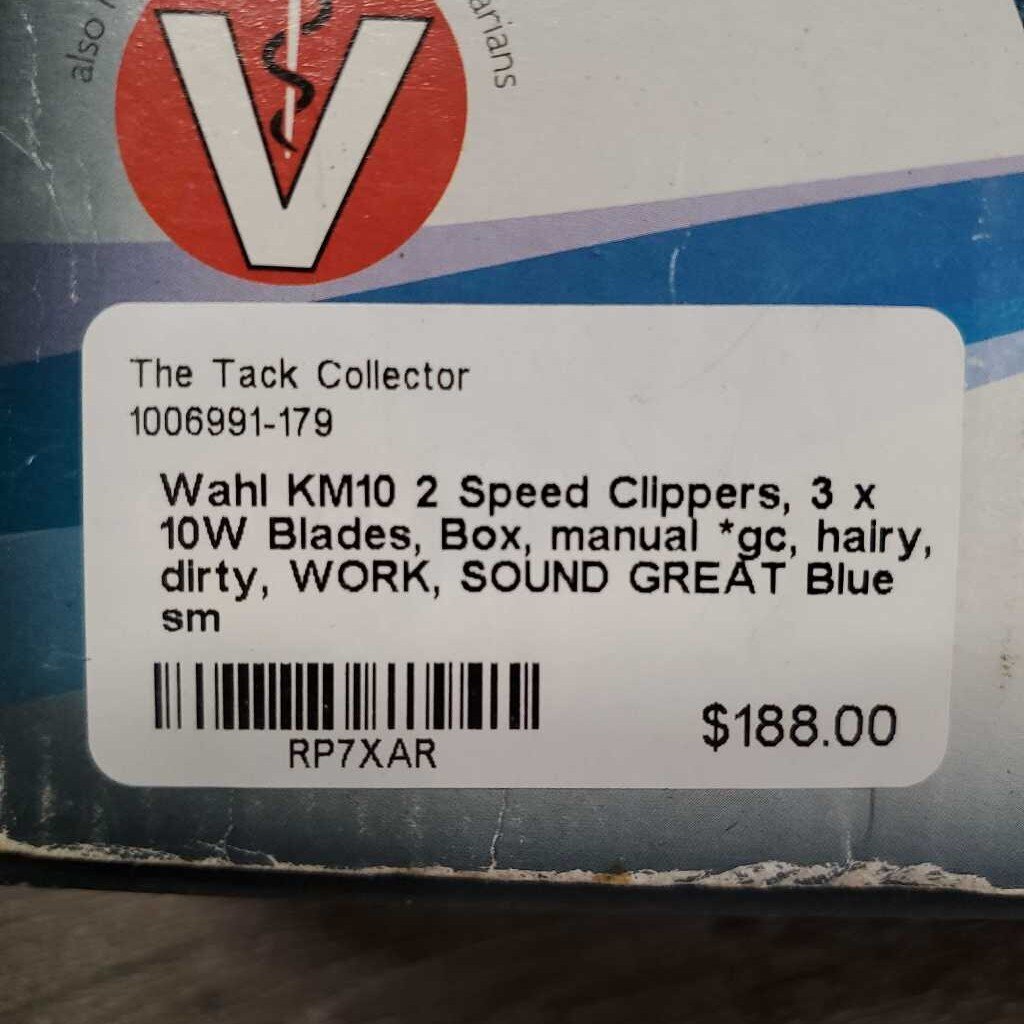 also
V
The Tack Collector
1006991-179
Wahl KM10 2 Speed Clippers, 3 x
10W Blades, Box, manual *gc, hairy,
dirty, WORK, SOUND GREAT Blue
sm
RP7XAR
$188.00